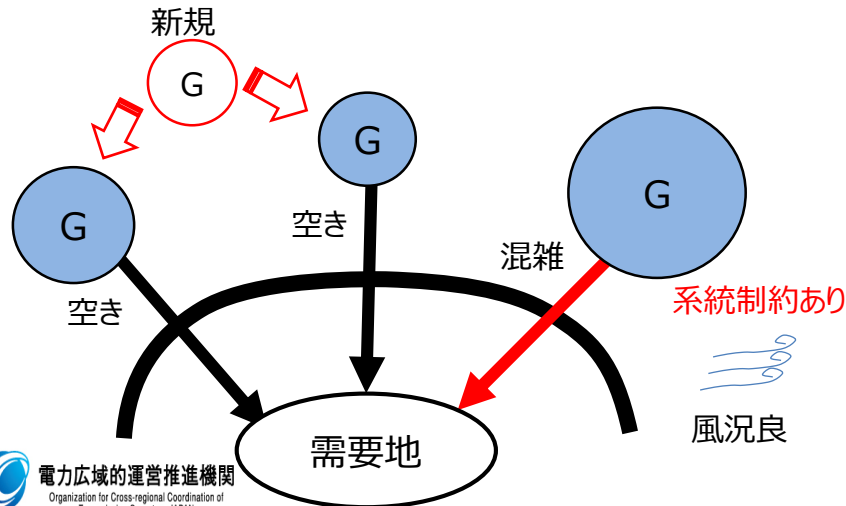 新規
G
G
G
G
空き
混雑
空き
系統制約あり
風況良
需要地
電力広域的運営推進機関
Organization for Cross-regional Coordination of